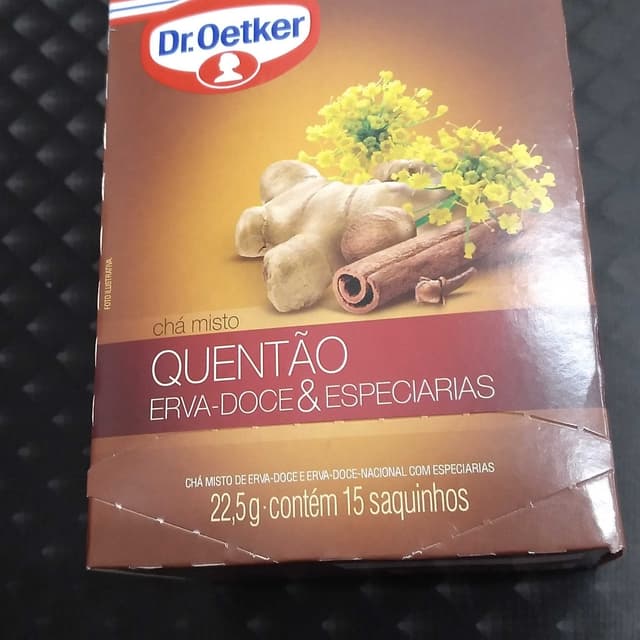 Dr.Oetker
FOTO ILUSTRATIVA
chá misto
QUENTÃO
ERVA-DOCE & ESPECIARIAS
CHÁ MISTO DE ERVA-DOCE E ERVA-DOCE-NACIONAL COM ESPECIARIAS
22,5g·contém 15 saquinhos